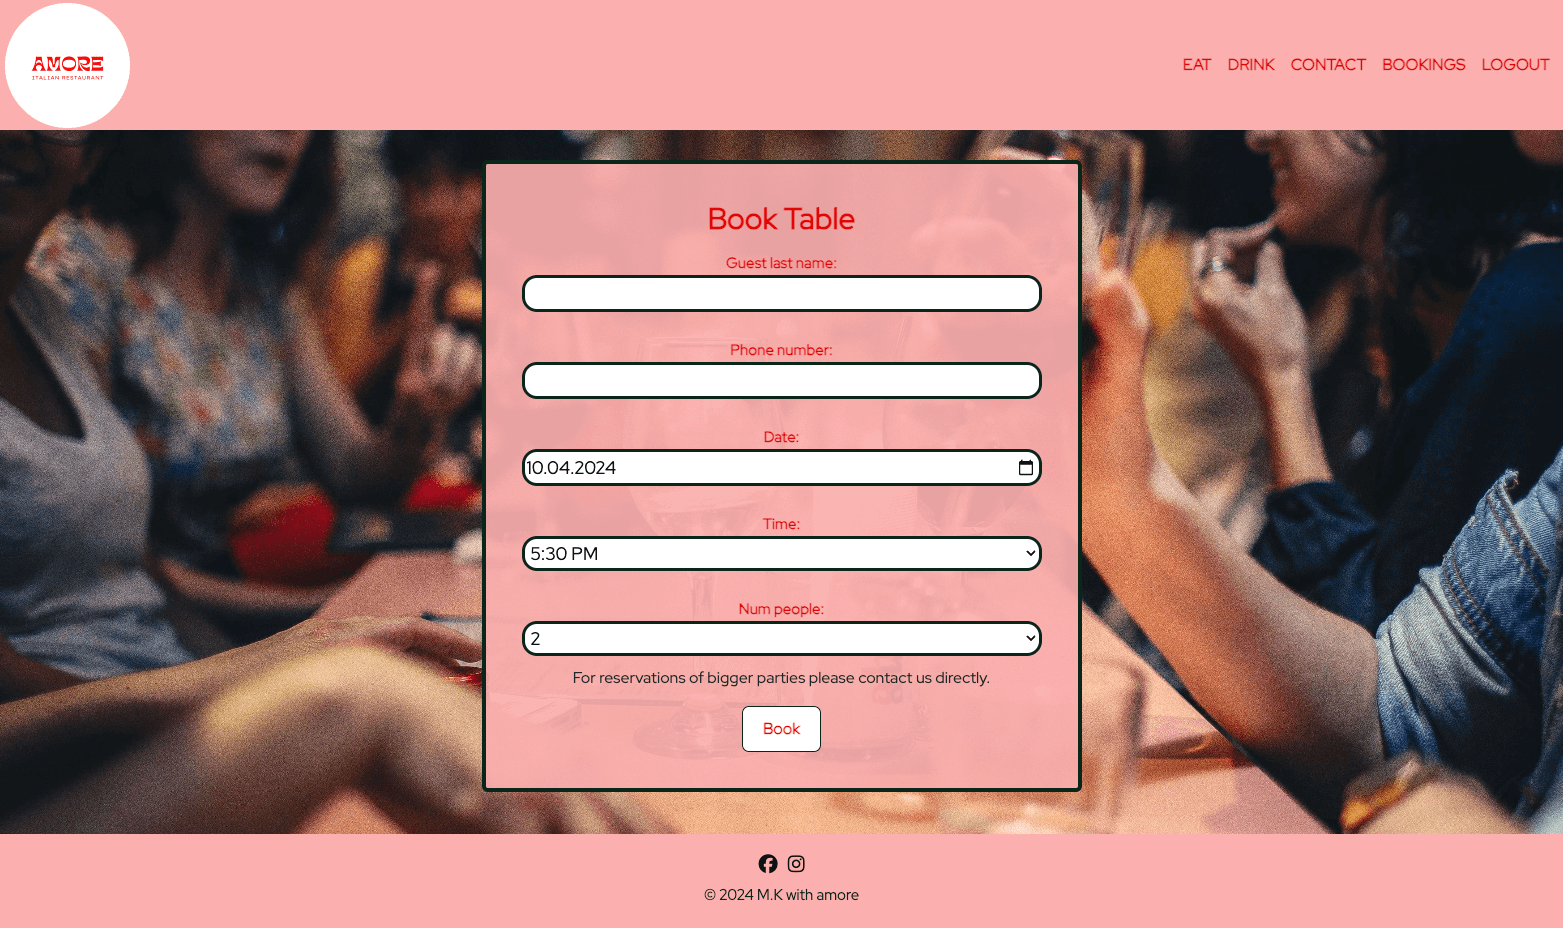 AMORE
ITALIAN RESTAURANT
EAT DRINK CONTACT BOOKINGS LOGOUT
Book Table
Guest last name:
Phone number:
Date:
10.04.2024
Time:
5:30 PM
Num people:
2
For reservations of bigger parties please contact us directly.
Book
© 2024 M.K with amore